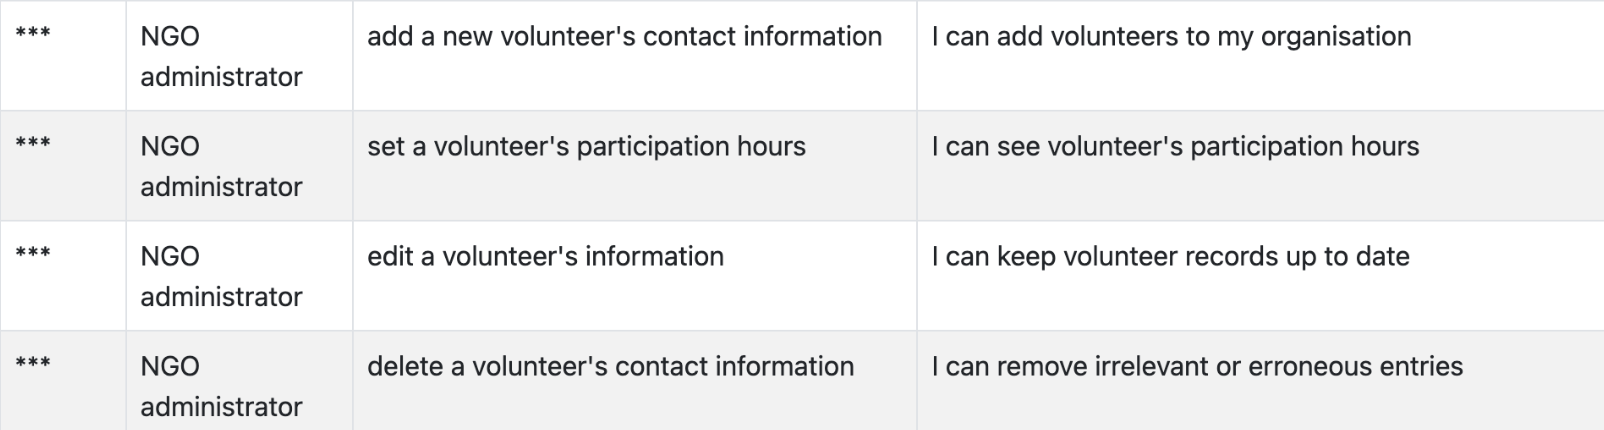 *** NGO administrator add a new volunteer's contact information I can add volunteers to my organisation
*** NGO administrator set a volunteer's participation hours I can see volunteer's participation hours
*** NGO administrator edit a volunteer's information I can keep volunteer records up to date
*** NGO administrator delete a volunteer's contact information I can remove irrelevant or erroneous entries